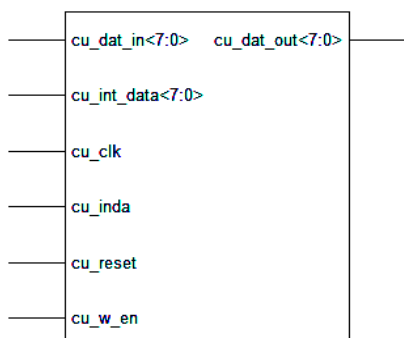 cu_dat_in<7:0> cu_dat_out<7:0>
cu_int_data<7:0>
cu_clk
cu_inda
cu_reset
cu_w_en